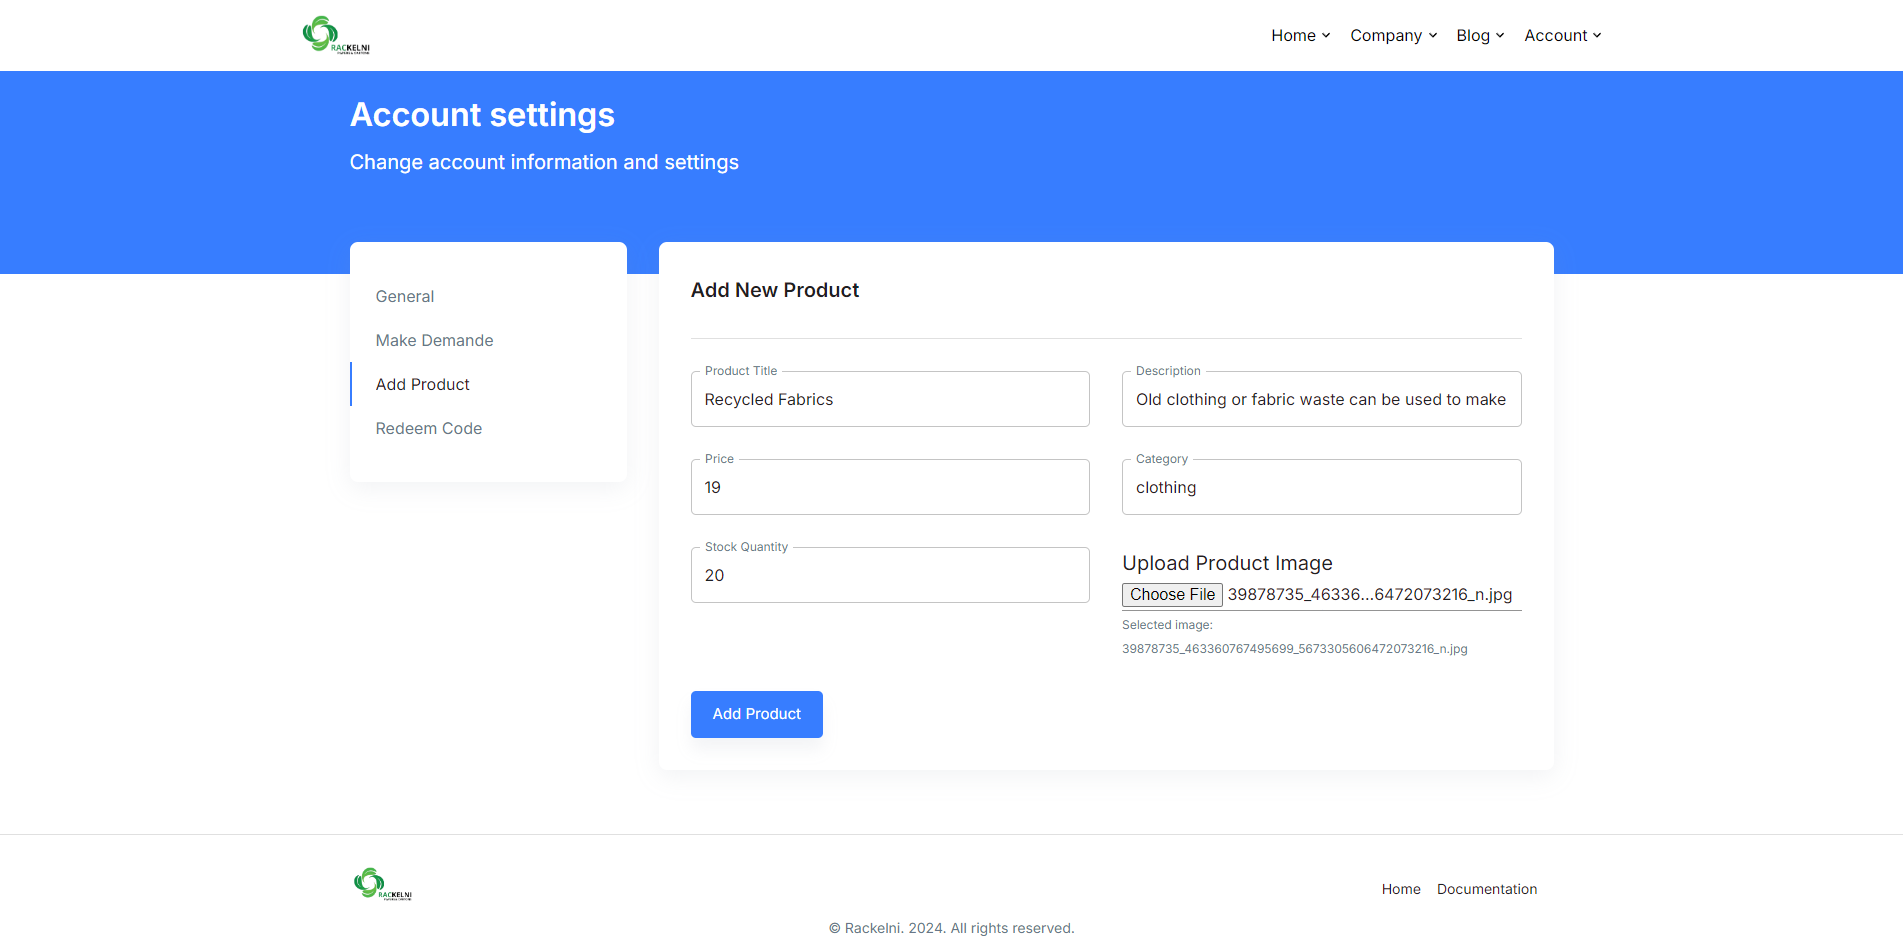 RACKELNI
Home Company Blog Account
Account settings
Change account information and settings
General
Make Demande
Add Product
Redeem Code
Add New Product
Product Title
Recycled Fabrics
Description
Old clothing or fabric waste can be used to make
Price
19
Category
clothing
Stock Quantity
20
Upload Product Image
Choose File 39878735_46336...6472073216_n.jpg
Selected image:
39878735_463360767495699_5673305606472073216_n.jpg
Add Product
RACKELNI
Home Documentation
© Rackelni. 2024. All rights reserved.